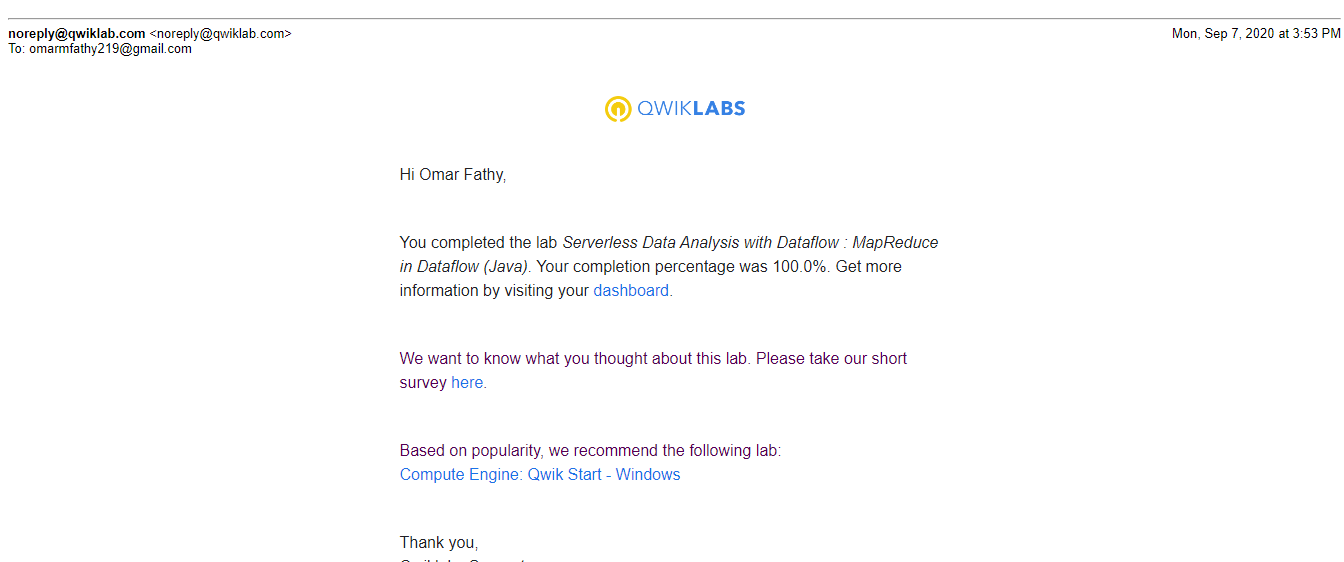 noreply@qwiklab.com <noreply@qwiklab.com>
Mon, Sep 7, 2020 at 3:53 PM
To: omarmfathy219@gmail.com
QWIKLABS
Hi Omar Fathy,
You completed the lab Serverless Data Analysis with Dataflow : MapReduce
in Dataflow (Java). Your completion percentage was 100.0%. Get more
information by visiting your dashboard.
We want to know what you thought about this lab. Please take our short
survey here.
Based on popularity, we recommend the following lab:
Compute Engine: Qwik Start - Windows
Thank you,